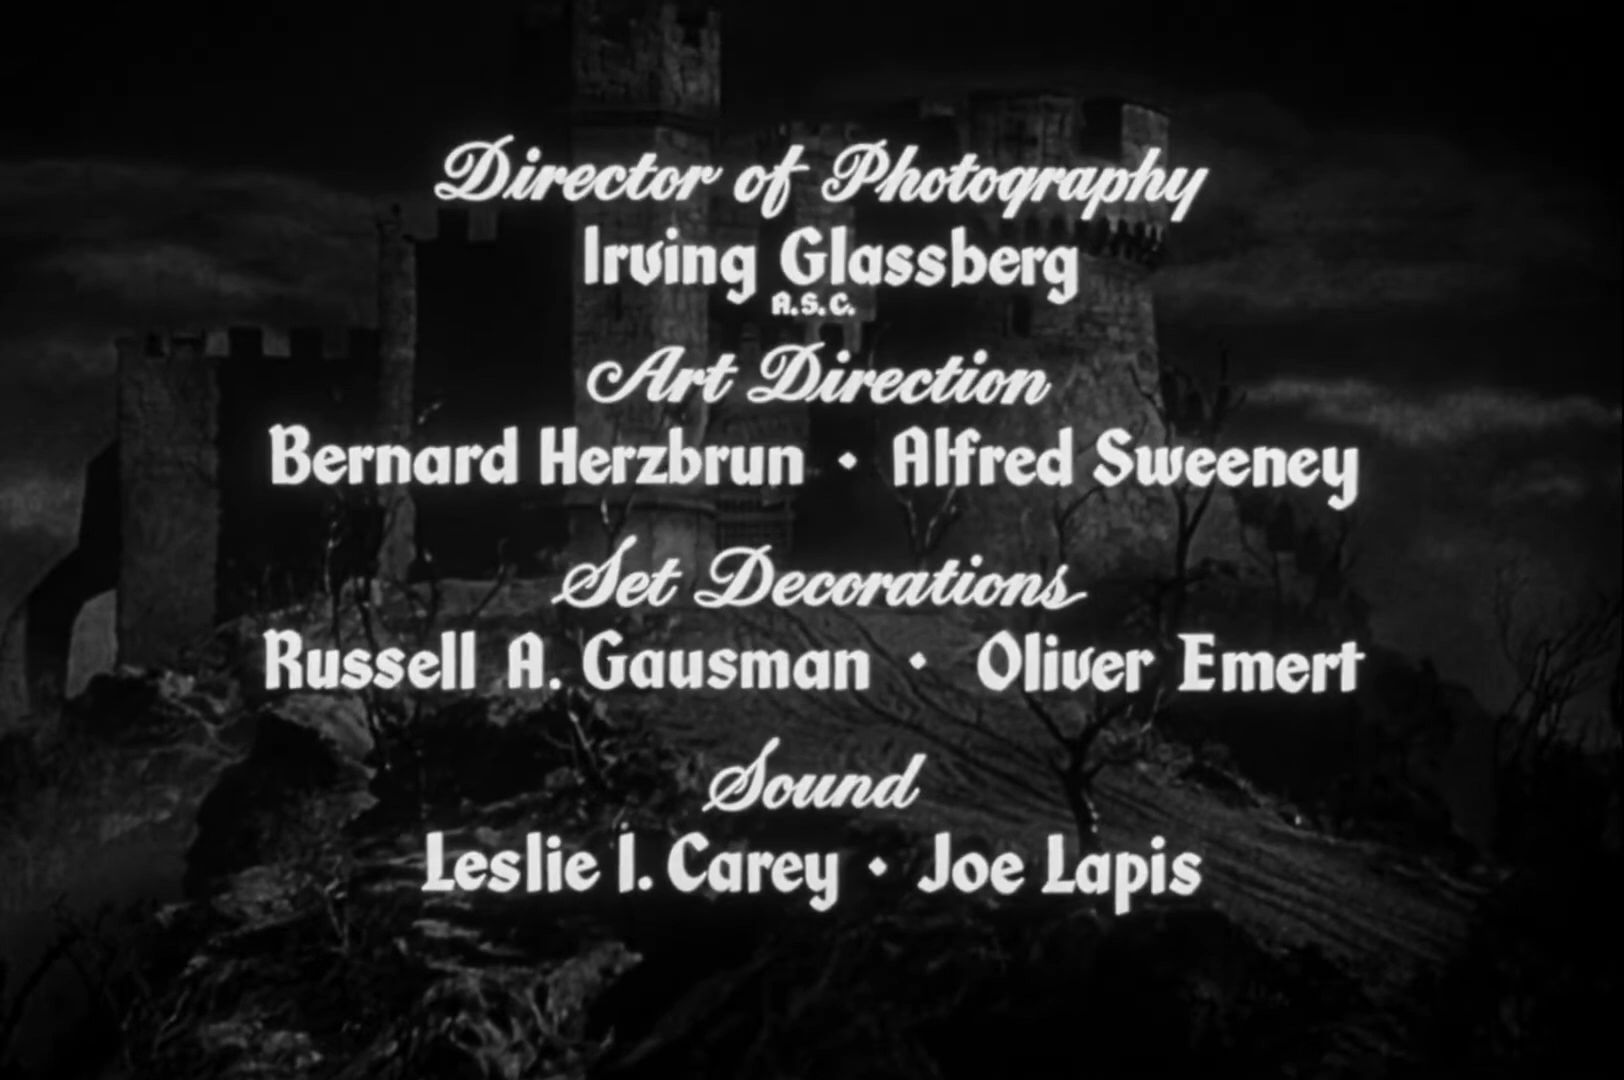 Director of Photography
Irving Glassberg
A.S.C.
Art Direction
Bernard Herzbrun • Alfred Sweeney
Set Decorations
Russell A. Gausman • Oliver Emert
Sound
Leslie I. Carey • Joe Lapis